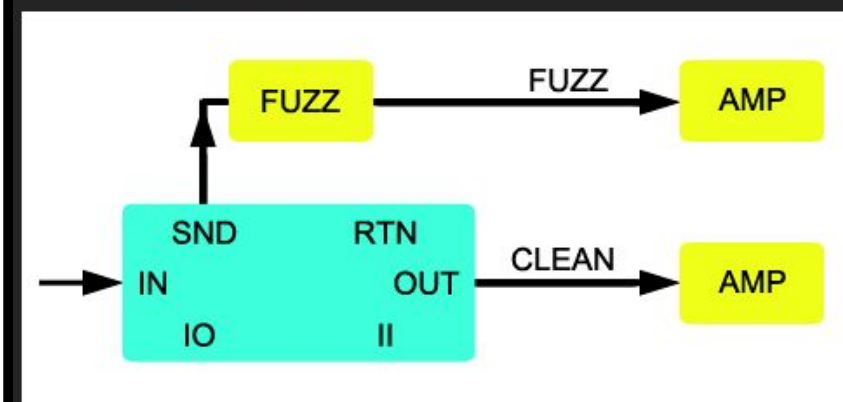 FUZZ
FUZZ
AMP
SND
RTN
IN
OUT
CLEAN
AMP
IO
II